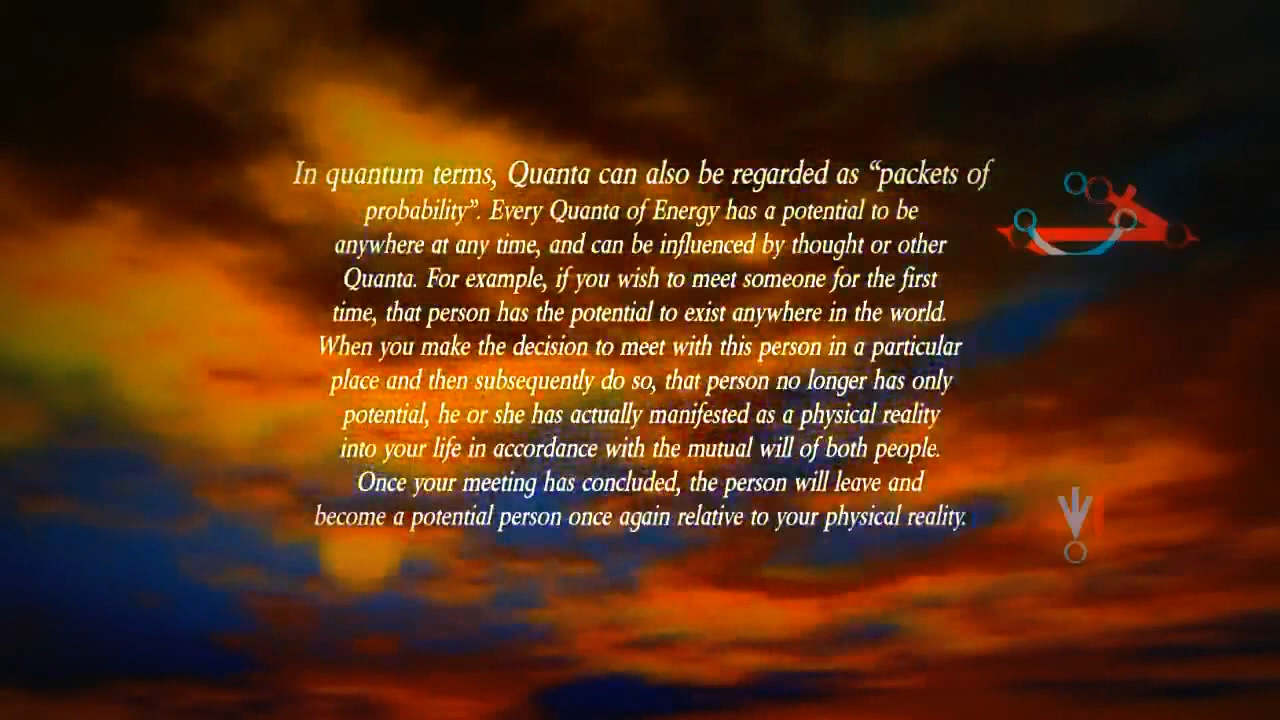 In quantum terms, Quanta can also be regarded as “packets of
probability”. Every Quanta of Energy has a potential to be
anywhere at any time, and can be influenced by thought or other
Quanta. For example, if you wish to meet someone for the first
time, that person has the potential to exist anywhere in the world.
When you make the decision to meet with this person in a particular
place and then subsequently do so, that person no longer has only
potential, he or she has actually manifested as a physical reality
into your life in accordance with the mutual will of both people.
Once your meeting has concluded, the person will leave and
become a potential person once again relative to your physical reality.